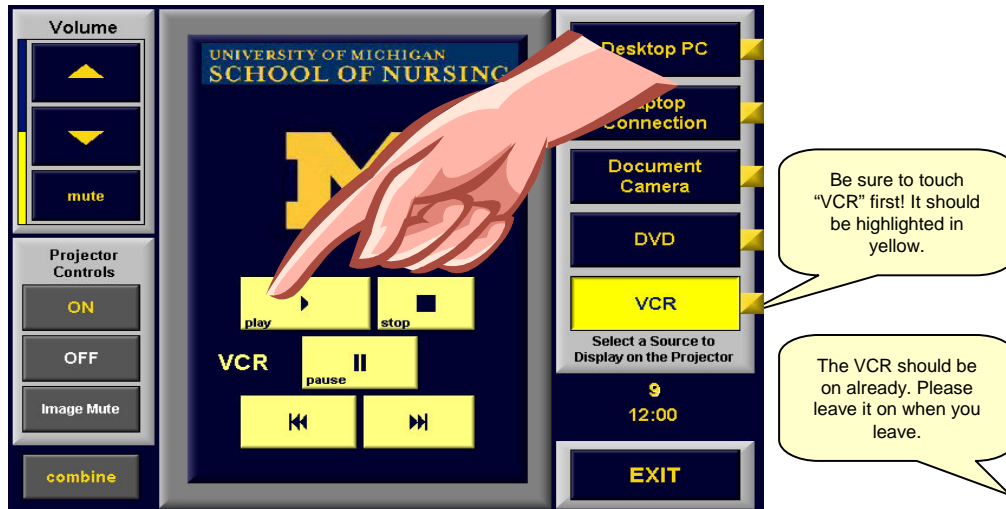 Volume
mute
Projector
Controls
ON
OFF
Image Mute
combine
UNIVERSITY OF MICHIGAN
SCHOOL OF NURSING
play
stop
VCR
pause
Desktop PC
Connection
Document
Camera
DVD
VCR
Select a Source to
Display on the Projector
9
12:00
EXIT
Be sure to touch
“VCR” first! It should
be highlighted in
yellow.
The VCR should be
on already. Please
leave it on when you
leave.